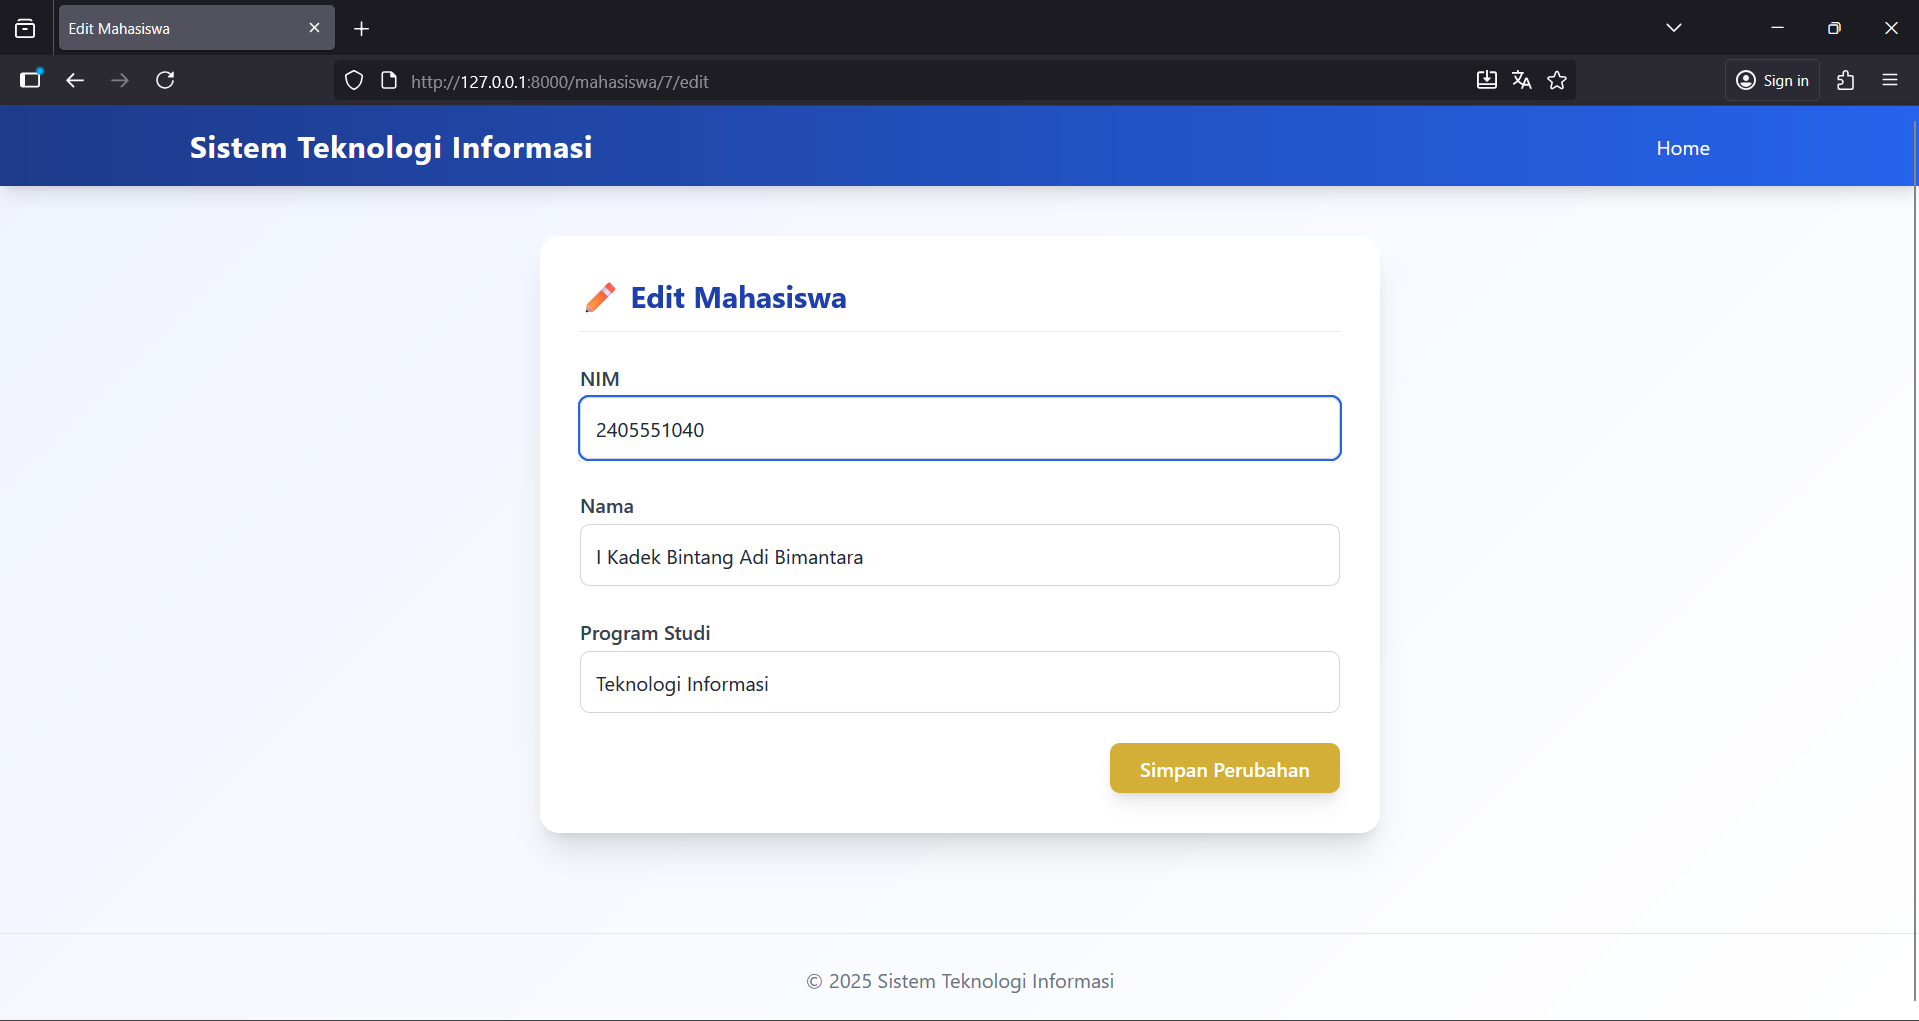 Edit Mahasiswa
http://127.0.0.1:8000/mahasiswa/7/edit
Sign in
Sistem Teknologi Informasi
Home
Edit Mahasiswa
NIM
2405551040
Nama
I Kadek Bintang Adi Bimantara
Program Studi
Teknologi Informasi
Simpan Perubahan
© 2025 Sistem Teknologi Informasi